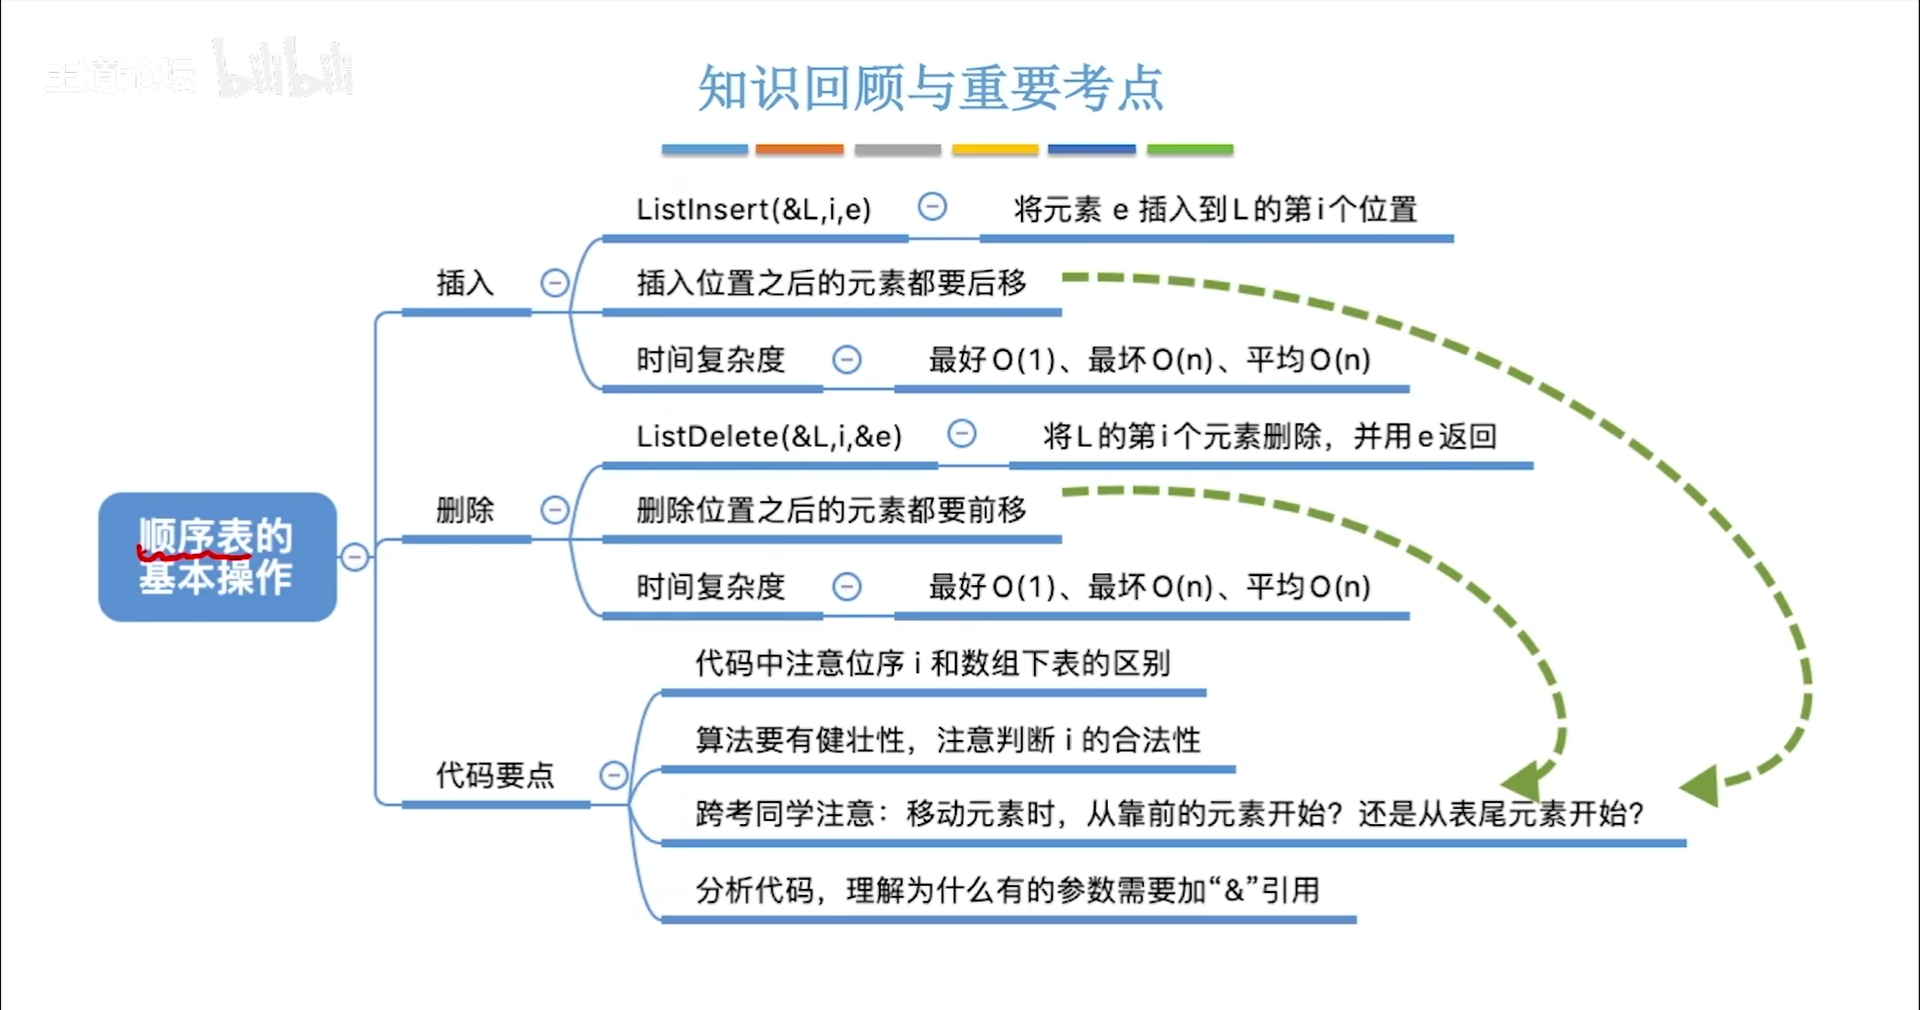 王道论坛 bilibili
知识回顾与重要考点
ListInsert(&L,i,e)
将元素 e 插入到L的第i个位置
插入
插入位置之后的元素都要后移
时间复杂度
最好O(1)、最坏O(n)、平均O(n)
ListDelete(&L,i,&e)
将L的第i个元素删除，并用e返回
删除
删除位置之后的元素都要前移
时间复杂度
最好O(1)、最坏O(n)、平均O(n)
顺序表的
基本操作
代码中注意位序 i 和数组下表的区别
算法要有健壮性，注意判断 i 的合法性
代码要点
跨考同学注意：移动元素时，从靠前的元素开始？还是从表尾元素开始？
分析代码，理解为什么有的参数需要加“&”引用